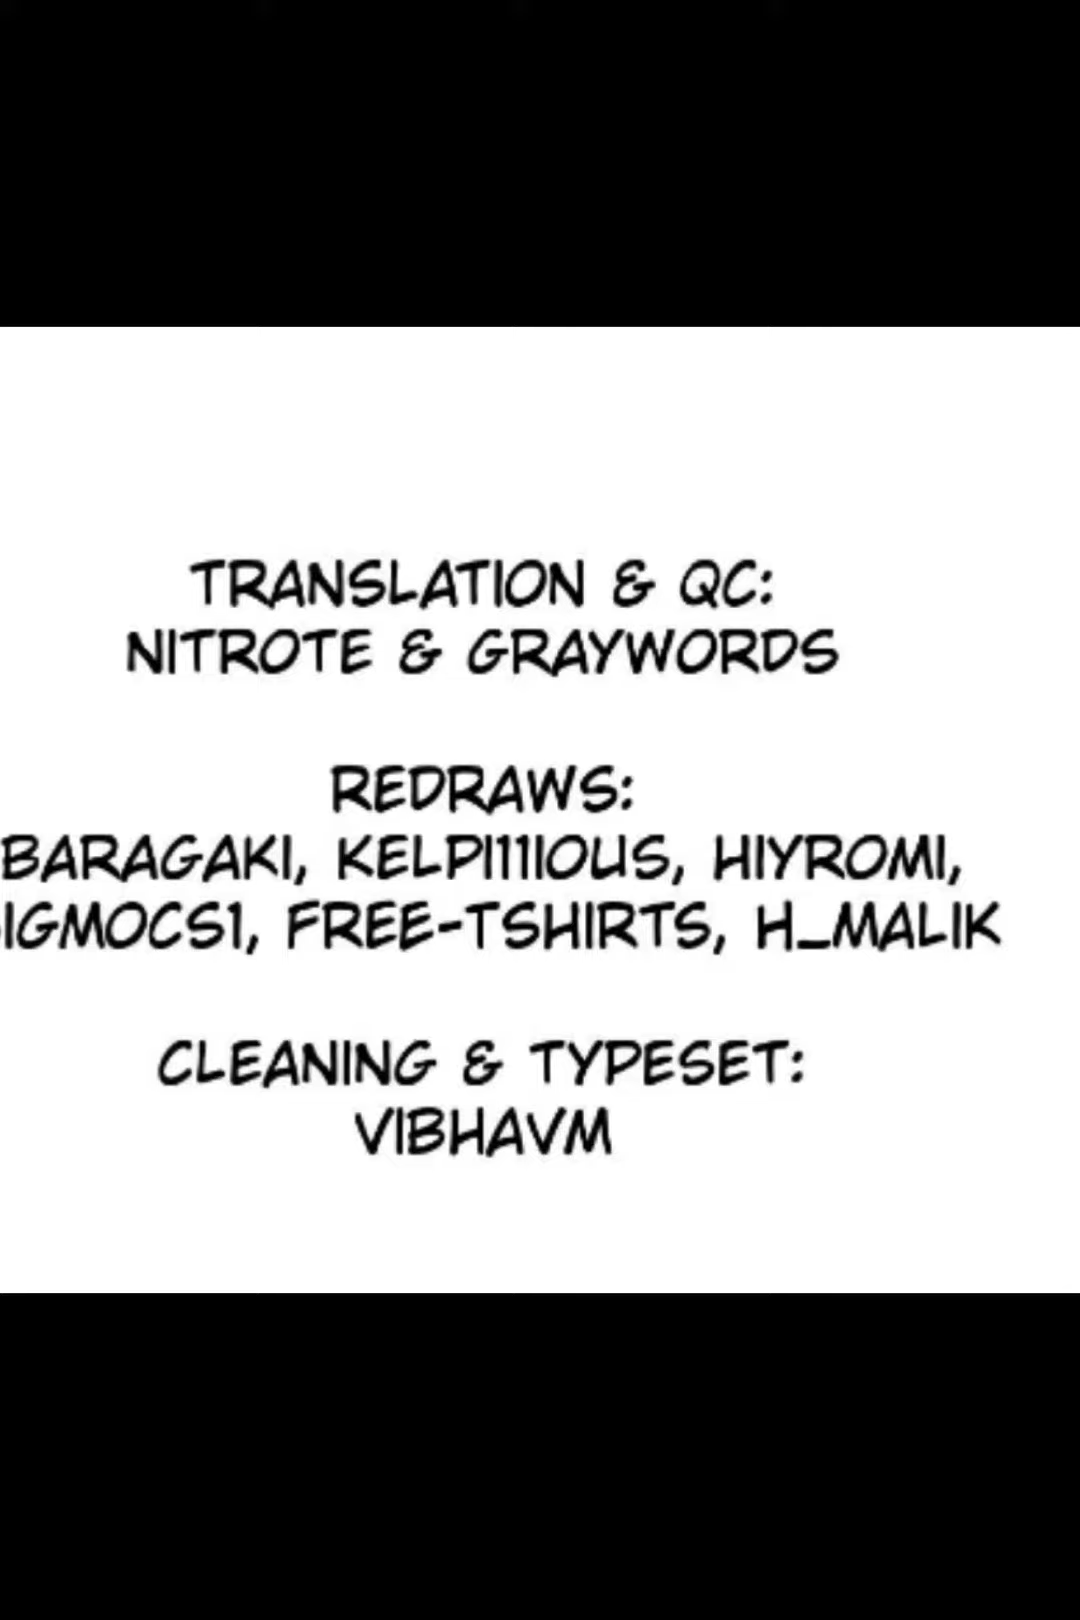 TRANSLATION & QC:
NITROTE & GRAYWORDS
REDRAWS:
BARAGAKI, KELPI111IOUS, HIYROMI,
IGMOCS1, FREE-TSHIRTS, H_MALIK
CLEANING & TYPESET:
VIBHAVM